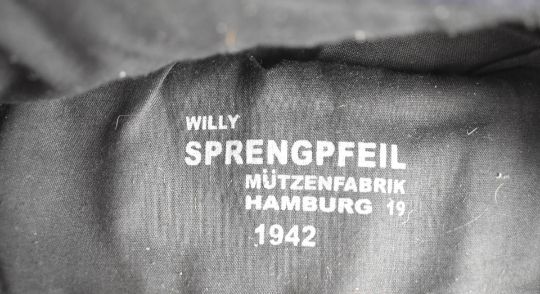 WILLY
SPRENGPFEIL
MÜTZENFABRIK
HAMBURG 19
1942